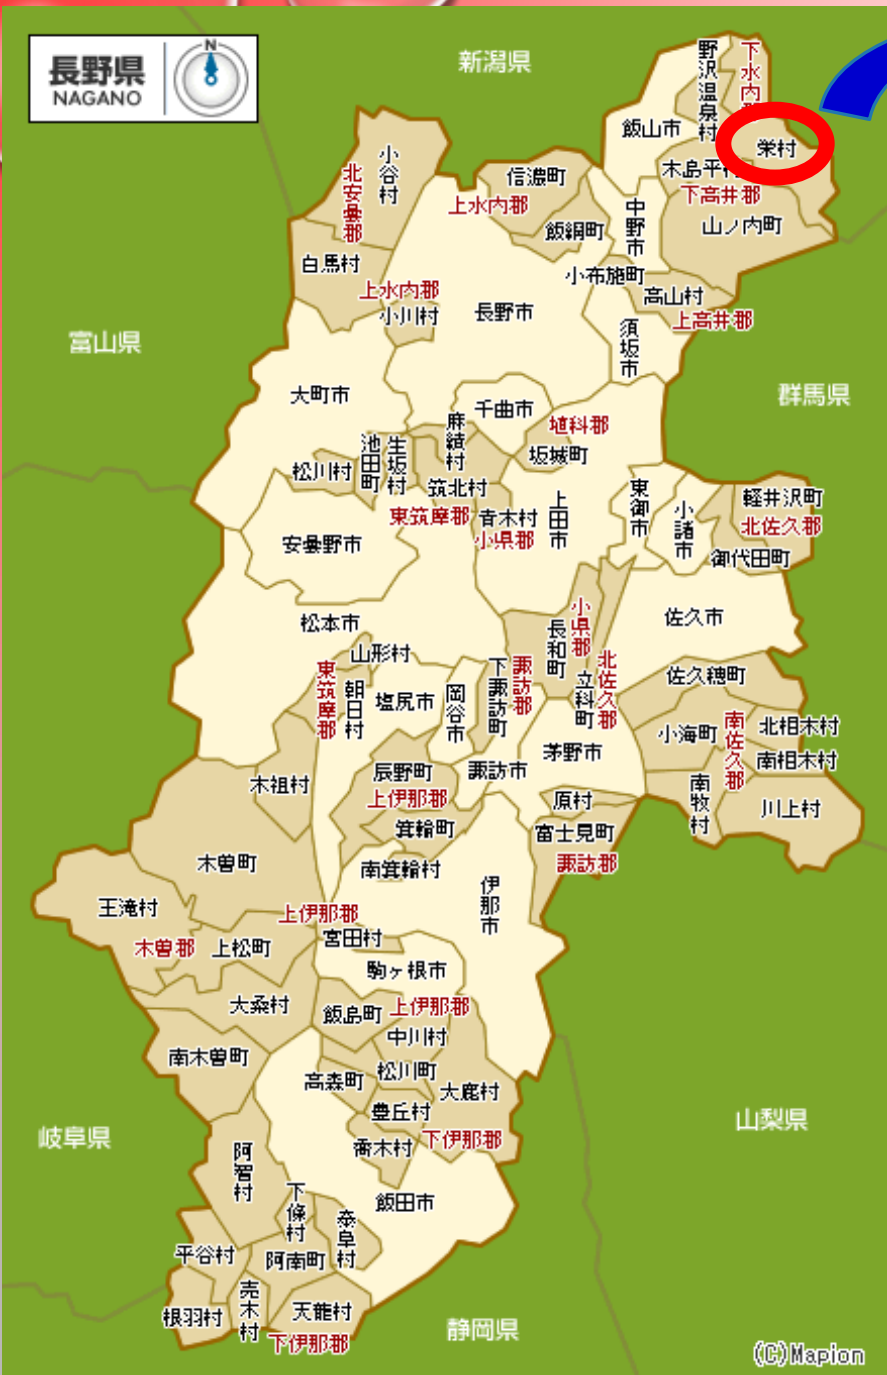 長野県
NAGANO
N
新潟県
野沢温泉村
下水内郡
飯山市
栄村
木島平村
下高井郡
山ノ内町
中野市
小谷村
北安曇郡
白馬村
信濃町
上水内郡
飯綱町
小布施町
高山村
上高井郡
須坂市
上水内郡
小川村
長野市
富山県
群馬県
大町市
千曲市
埴科郡
坂城町
麻績村
池田町
生坂村
松川村
筑北村
東筑摩郡
青木村
小県郡
上田市
東御市
小諸市
軽井沢町
北佐久郡
御代田町
安曇野市
佐久市
松本市
小県郡
長和町
山形村
東筑摩郡
朝日村
塩尻市
岡谷市
下諏訪町
諏訪郡
立科町
北佐久郡
佐久穂町
小海町
南佐久郡
北相木村
南相木村
茅野市
諏訪市
辰野町
上伊那郡
木祖村
原村
南牧村
川上村
箕輪町
富士見町
諏訪郡
木曽町
南箕輪村
伊那市
王滝村
上伊那郡
宮田村
木曽郡
上松町
駒ヶ根市
大桑村
飯島町
上伊那郡
中川村
南木曽町
高森町
松川町
大鹿村
豊丘村
喬木村
下伊那郡
岐阜県
山梨県
阿智村
下條村
泰阜村
飯田市
平谷村
阿南町
売木村
根羽村
天龍村
下伊那郡
静岡県
(C)Mapion